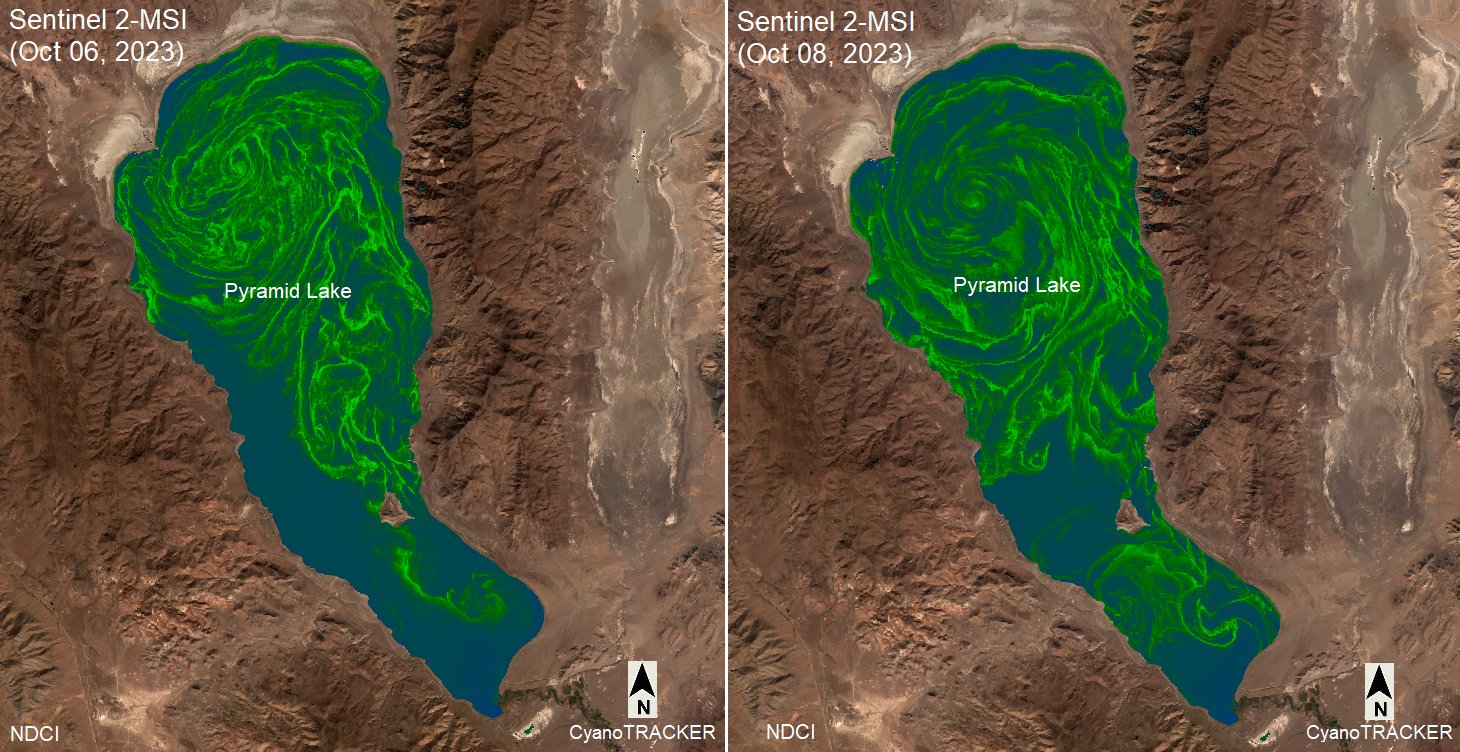 Sentinel 2-MSI
(Oct 06, 2023)
Pyramid Lake
N
NDCI
CyanoTRACKER
Sentinel 2-MSI
(Oct 08, 2023)
Pyramid Lake
N
NDCI
CyanoTRACKER